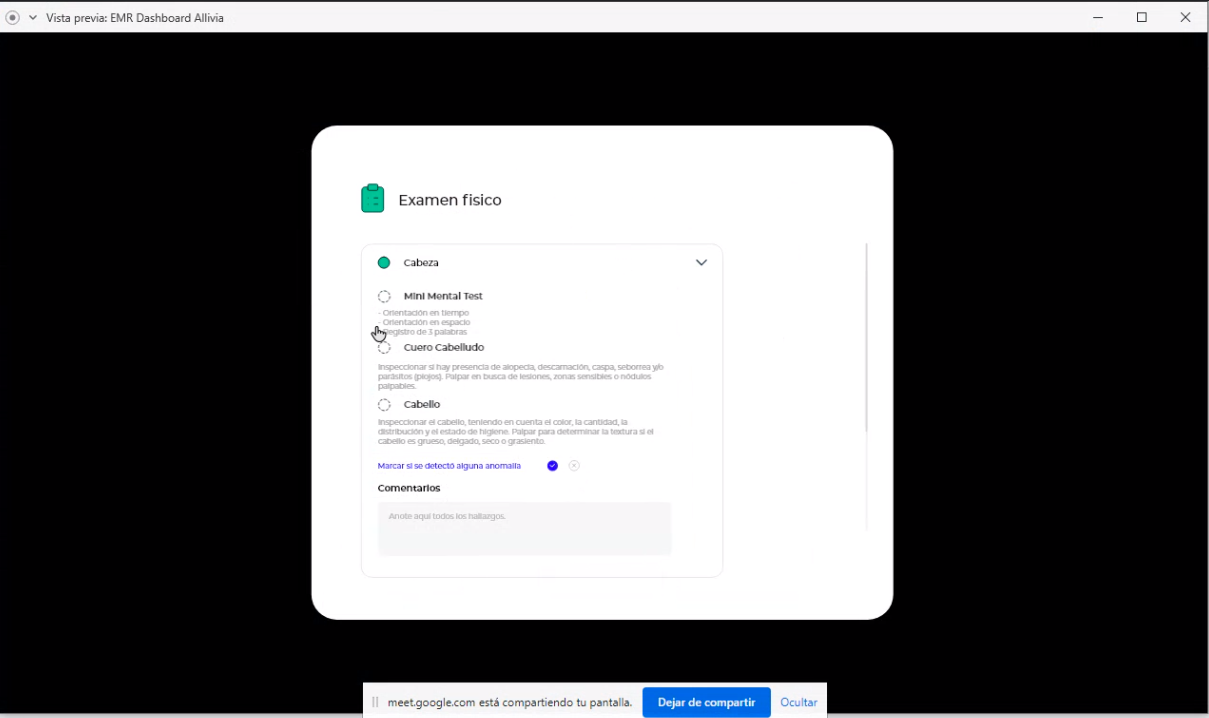 Vista previa: EMR Dashboard Allivia
Examen fisico
Cabeza
Mini Mental Test
- Orientación en tiempo
- Orientación en espacio
Registro de 3 palabras
Cuero Cabelludo
Inspeccionar si hay presencia de alopecia, descamación, caspa, seborrea y/o
parásitos (piojos). Palpar en busca de lesiones, zonas sensibles o nódulos
palpables.
Cabello
Inspeccionar el cabello, teniendo en cuenta el color, la cantidad, la
distribución y el estado de higiene. Palpar para determinar la textura si el
cabello es grueso, delgado, seco o grasiento.
Marcar si se detectó alguna anomalía
Comentarios
Anote aqui todos los hallazgos.
meet.google.com está compartiendo tu pantalla.
Dejar de compartir
Ocultar